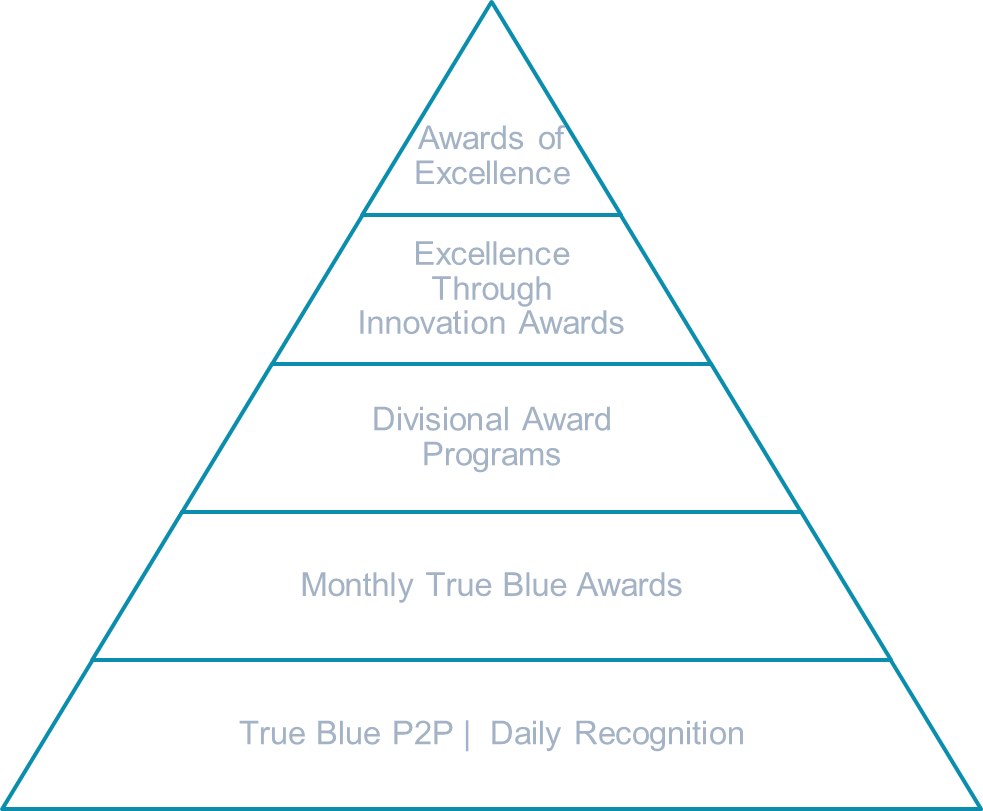 Awards of
Excellence
Excellence
Through
Innovation Awards
Divisional Award
Programs
Monthly True Blue Awards
True Blue P2P | Daily Recognition